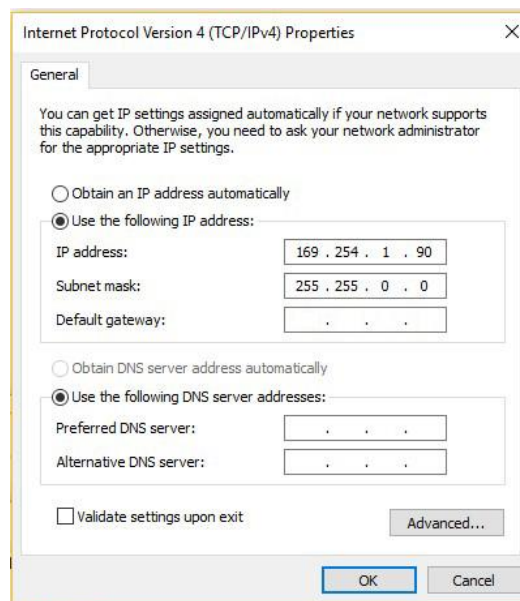 Internet Protocol Version 4 (TCP/IPv4) Properties
General
You can get IP settings assigned automatically if your network supports
this capability. Otherwise, you need to ask your network administrator
for the appropriate IP settings.
Obtain an IP address automatically
Use the following IP address:
IP address: 169 . 254 . 1 . 90
Subnet mask: 255 . 255 . 0 . 0
Default gateway: . . .
Obtain DNS server address automatically
Use the following DNS server addresses:
Preferred DNS server: . . .
Alternative DNS server: . . .
Validate settings upon exit
Advanced...
OK Cancel